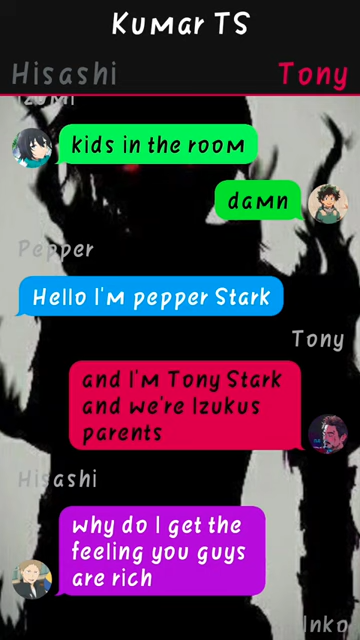 Kumar TS
Hisashi
Tony
Izumi
kids in the room
damn
Pepper
Hello I'm pepper Stark
Tony
and I'm Tony Stark
and we're Izukus
parents
Hisashi
why do I get the
feeling you guys
are rich
Inko